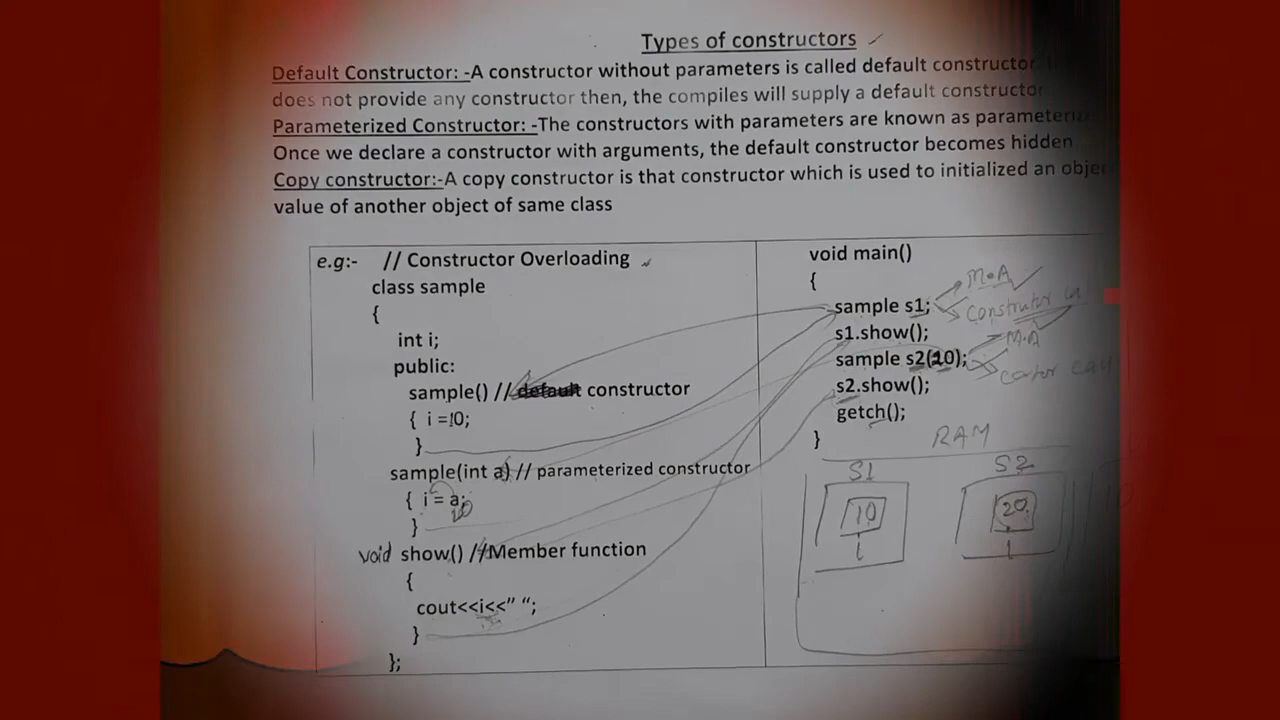 Types of constructors
Default Constructor: -A constructor without parameters is called default constructor
does not provide any constructor then, the compiles will supply a default constructor
Parameterized Constructor: -The constructors with parameters are known as
Once we declare a constructor with arguments, the default constructor becomes hidden
Copy constructor:-A copy constructor is that constructor which is used to initialized an
value of another object of same class
e.g:- // Constructor Overloading
class sample
{
int i;
public:
sample() // default constructor
{ i =10;
}
sample(int a) // parameterized constructor
{ i = a;
20
}
void show() //Member function
{
cout<<i<<” “;
}
};
void main()
{
sample s1;
M.A
s1.show();
M.A
sample s2(20);
s2.show();
getch();
}
RAM
S1 S2
10 20
i i